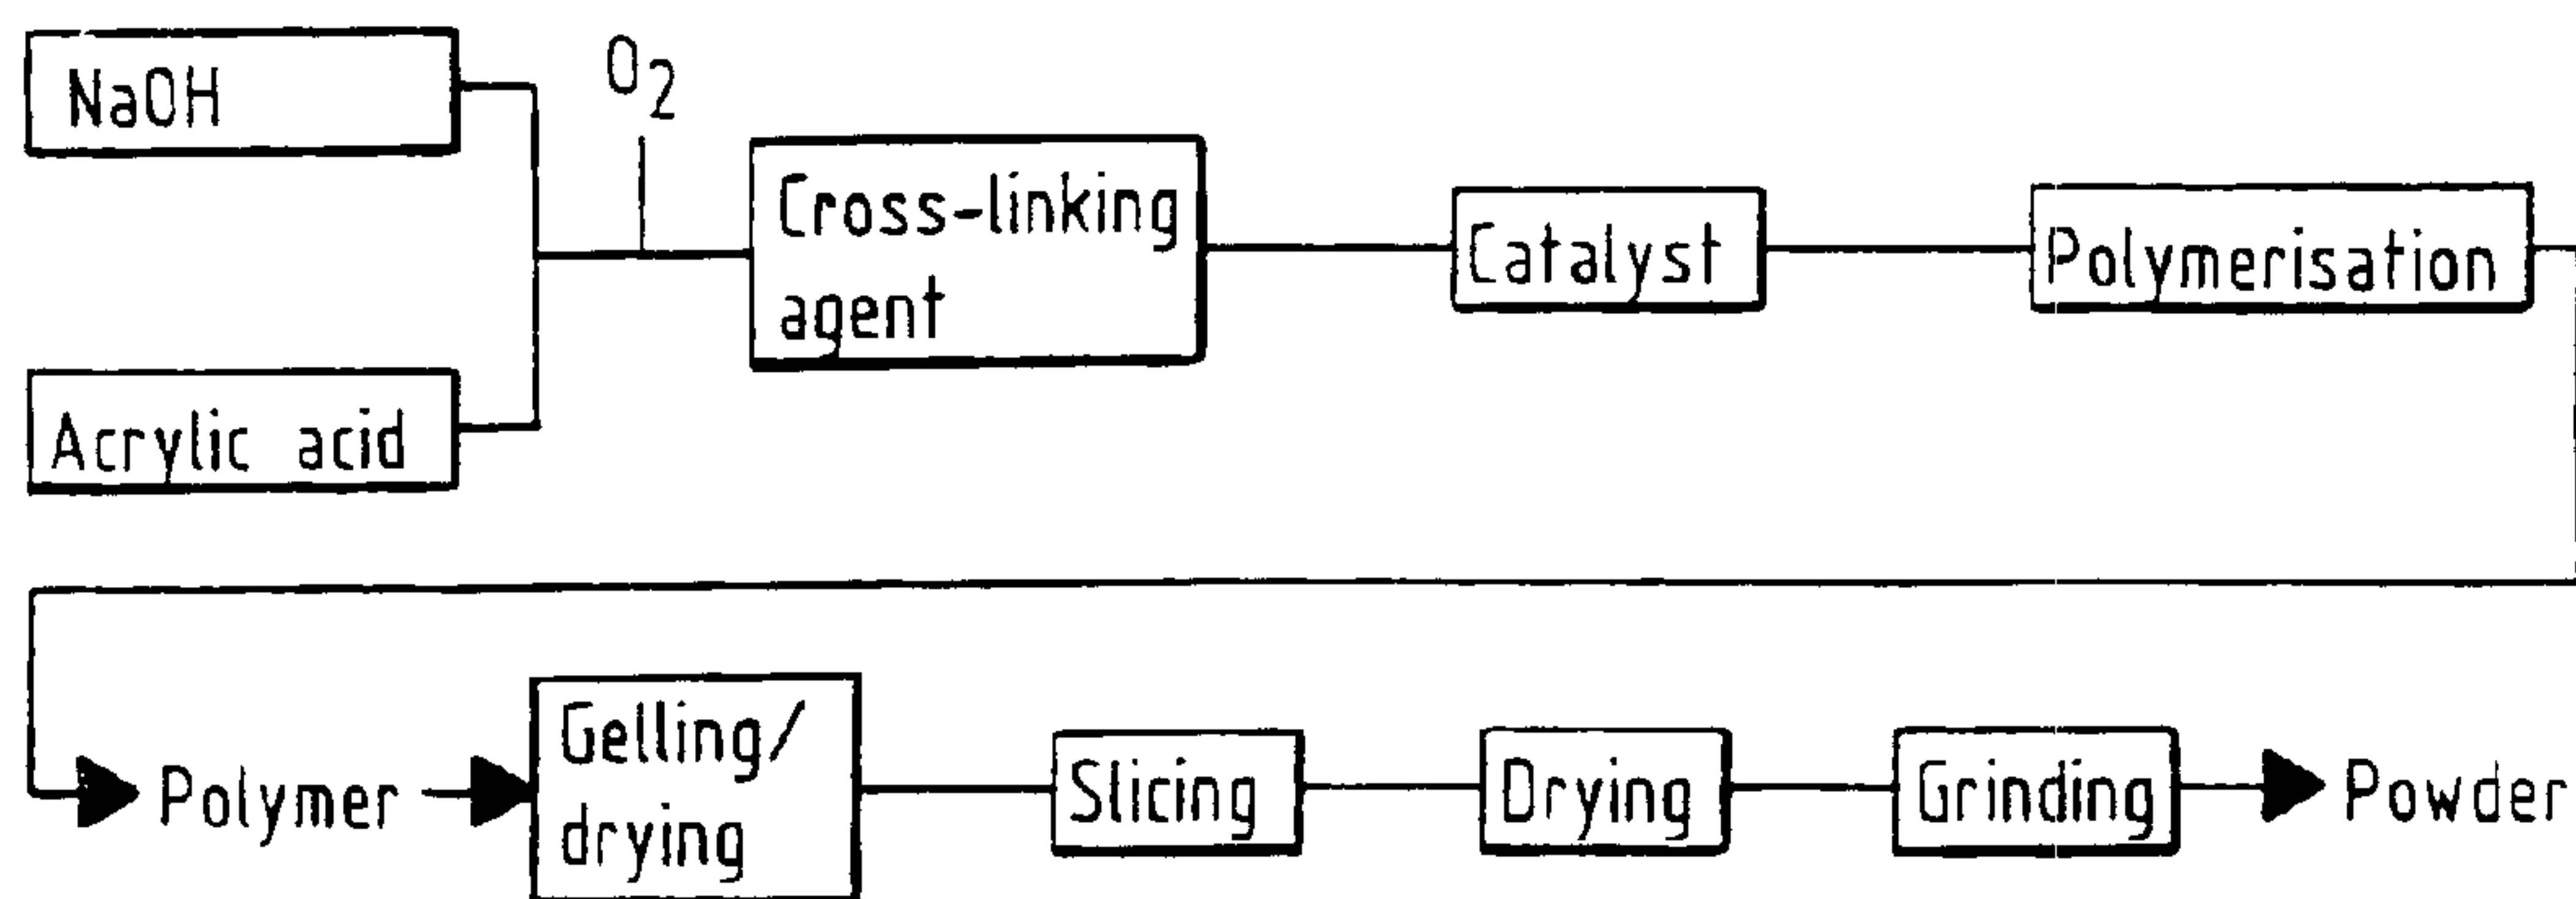 NaOH
O2
Cross-linking
agent
Catalyst
Polymerisation
Acrylic acid
Polymer
Gelling/
drying
Slicing
Drying
Grinding
Powder